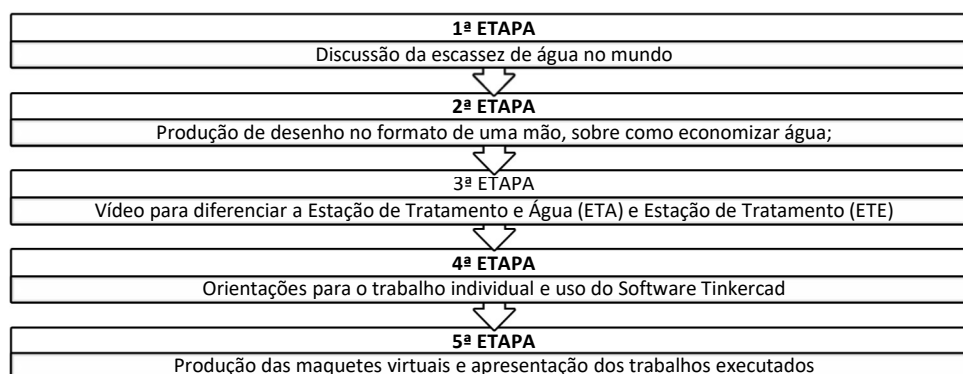 1ª ETAPA
Discussão da escassez de água no mundo
2ª ETAPA
Produção de desenho no formato de uma mão, sobre como economizar água;
3ª ETAPA
Vídeo para diferenciar a Estação de Tratamento e Água (ETA) e Estação de Tratamento (ETE)
4ª ETAPA
Orientações para o trabalho individual e uso do Software Tinkercad
5ª ETAPA
Produção das maquetes virtuais e apresentação dos trabalhos executados